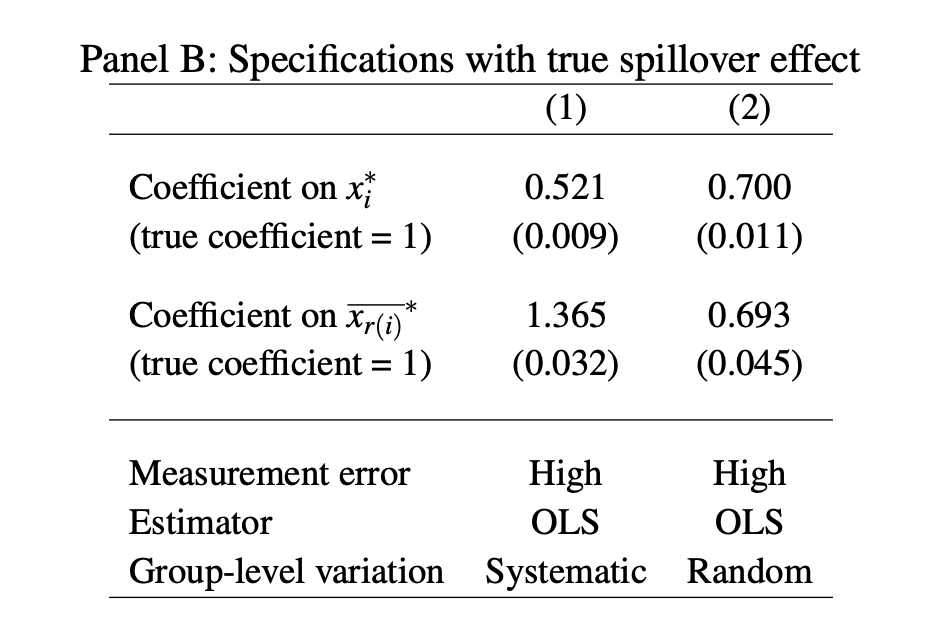 Panel B: Specifications with true spillover effect
(1) (2)
Coefficient on x_i^* 0.521 0.700
(true coefficient = 1) (0.009) (0.011)
Coefficient on \overline{x_{r(i)}}^* 1.365 0.693
(true coefficient = 1) (0.032) (0.045)
Measurement error High High
Estimator OLS OLS
Group-level variation Systematic Random